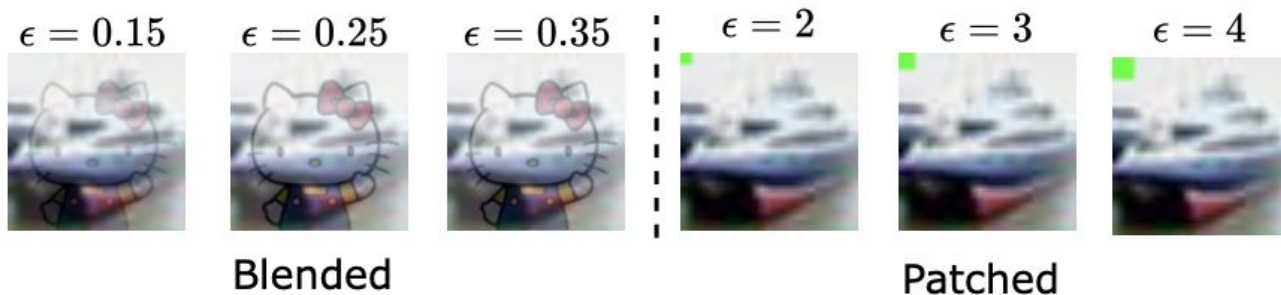 ϵ = 0.15 ϵ = 0.25 ϵ = 0.35 ϵ = 2 ϵ = 3 ϵ = 4
Blended Patched